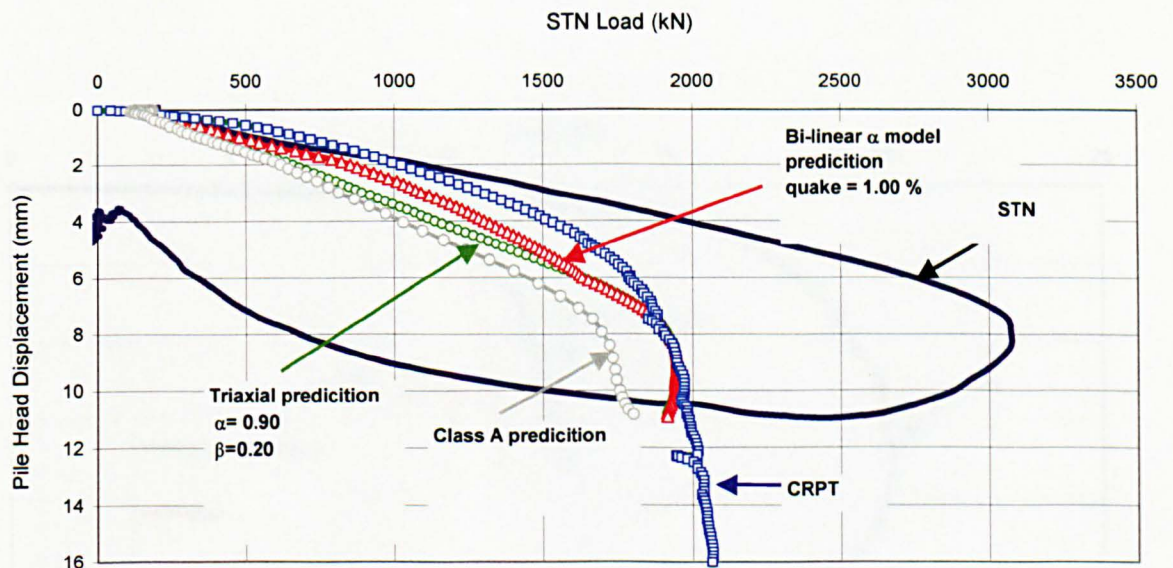 STN Load (kN)
0 500 1000 1500 2000 2500 3000 3500
Pile Head Displacement (mm)
0
2
4
6
8
10
12
14
16
Bi-linear α model
predicition
quake = 1.00 %
STN
Triaxial predicition
α= 0.90
β=0.20
Class A predicition
CRPT